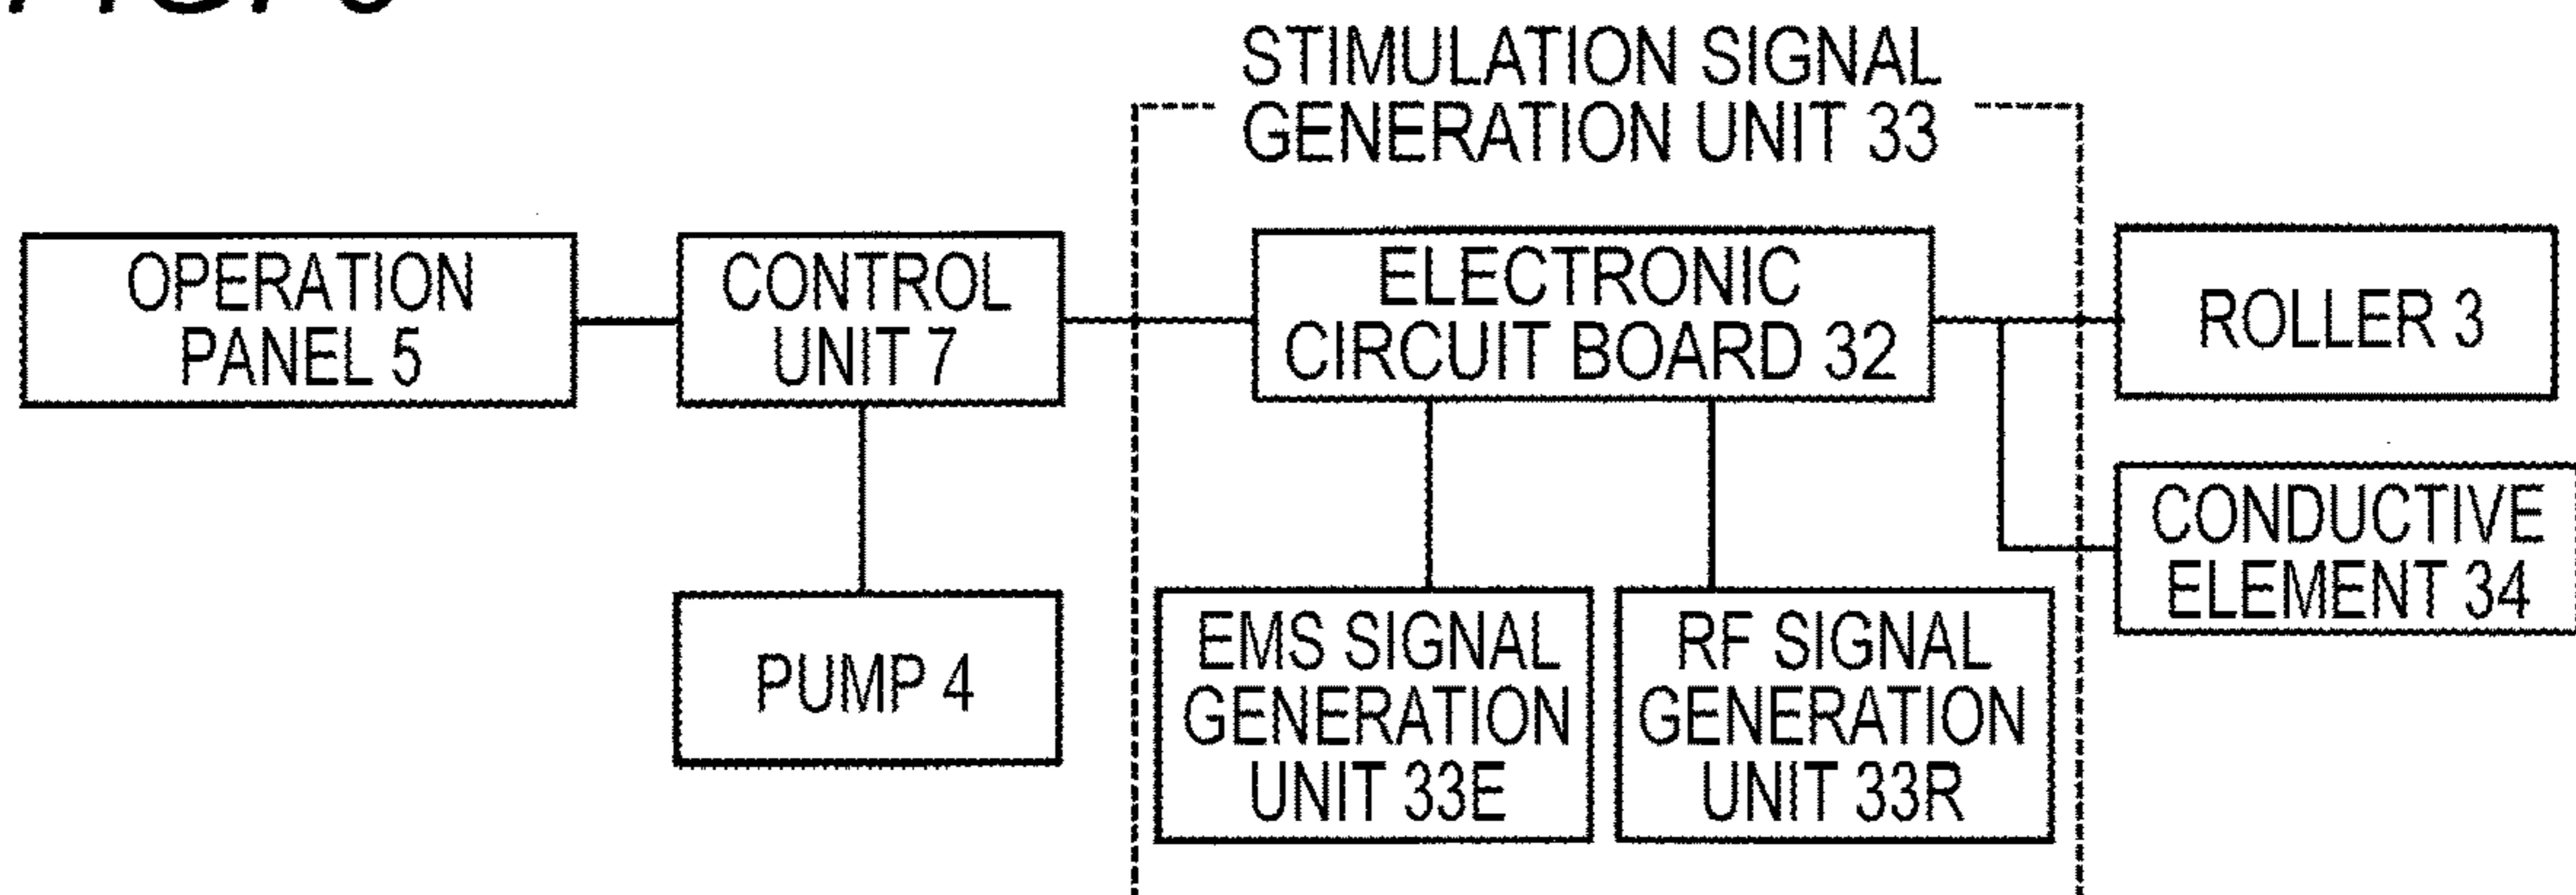 STIMULATION SIGNAL
GENERATION UNIT 33
OPERATION
PANEL 5
CONTROL
UNIT 7
ELECTRONIC
CIRCUIT BOARD 32
ROLLER 3
CONDUCTIVE
ELEMENT 34
PUMP 4
EMS SIGNAL
GENERATION
UNIT 33E
RF SIGNAL
GENERATION
UNIT 33R